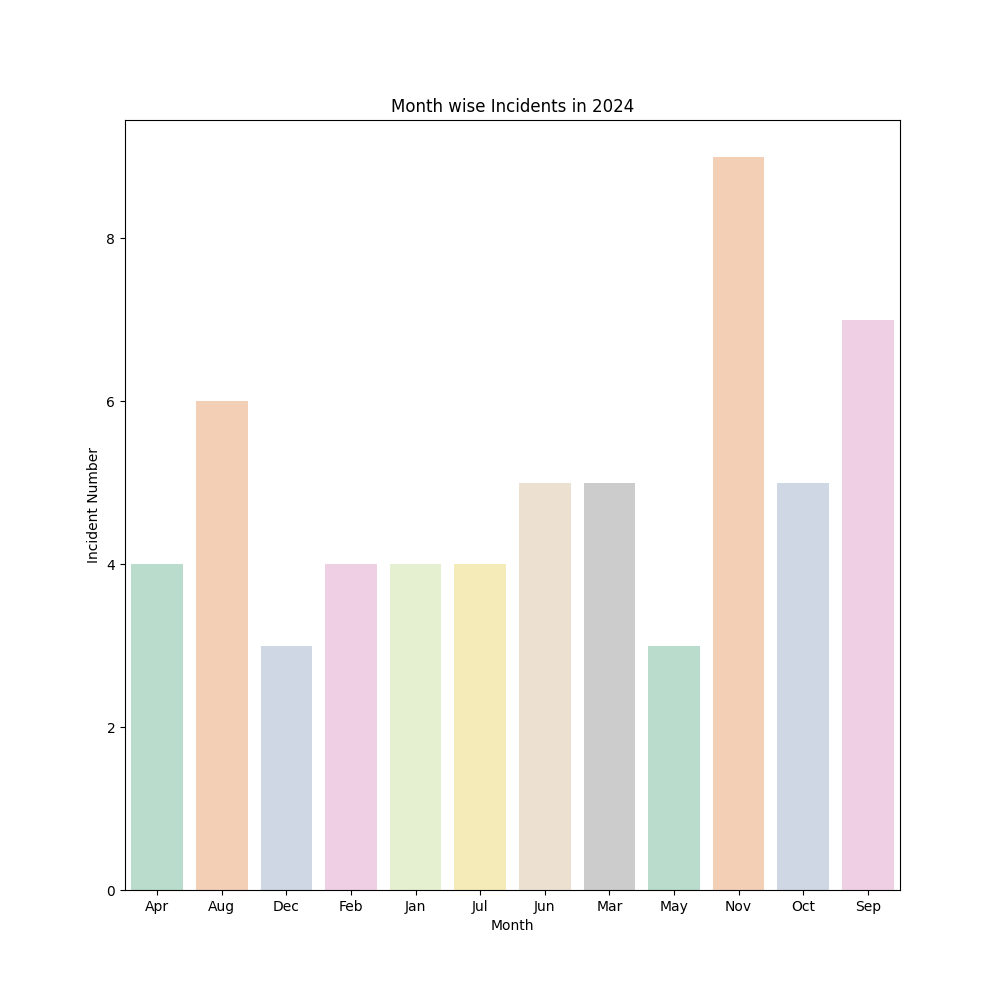 Month wise Incidents in 2024
Incident Number
8
6
4
2
0
Apr Aug Dec Feb Jan Jul Jun Mar May Nov Oct Sep
Month